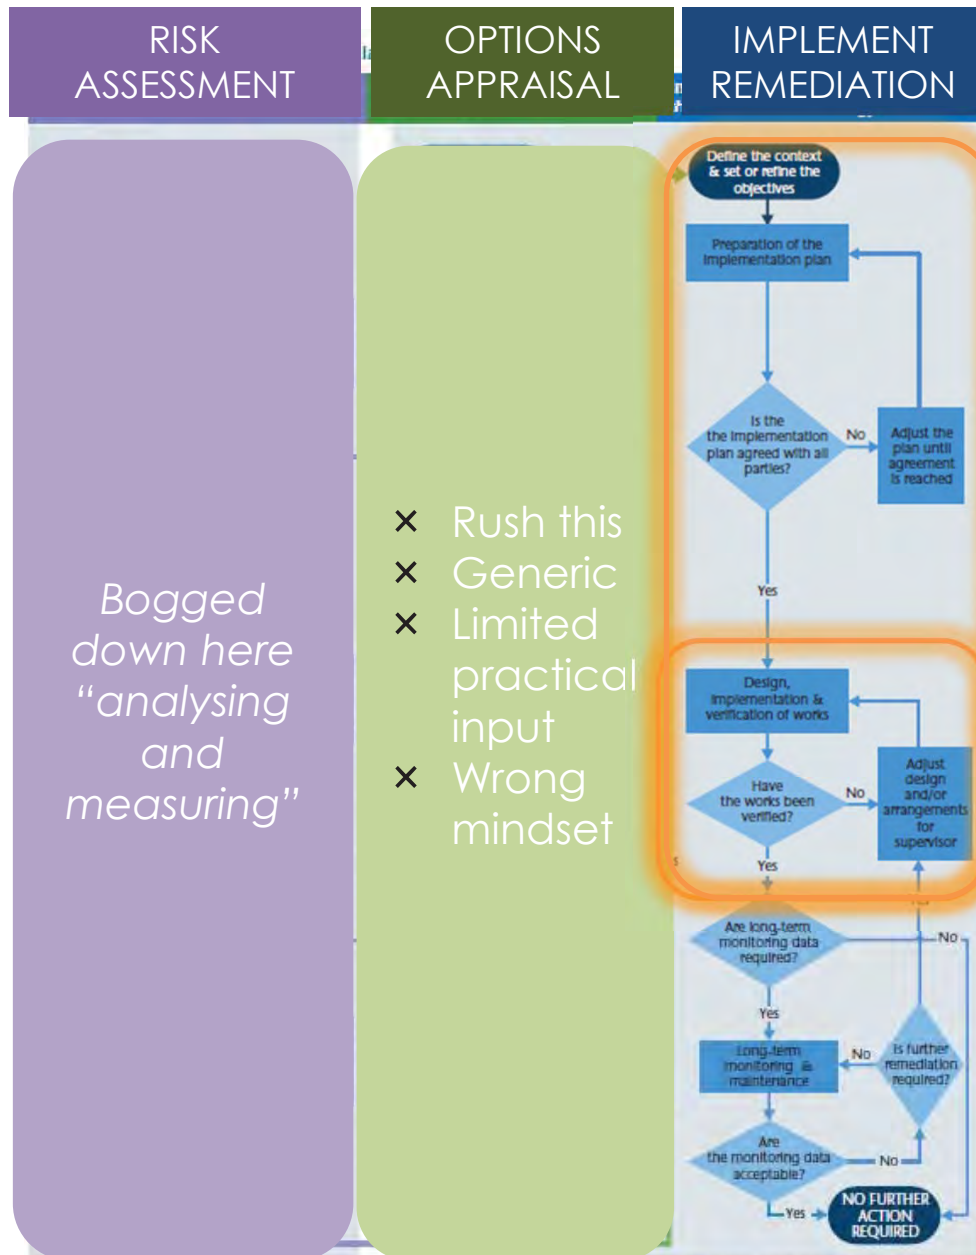 RISK
ASSESSMENT
OPTIONS
APPRAISAL
IMPLEMENT
REMEDIATION
Bogged
down here
“analysing
and
measuring”
× Rush this
× Generic
× Limited
practical
input
× Wrong
mindset
Define the context
& set or refine the
objectives
Preparation of the
implementation plan
Is the
the implementation
plan agreed with all
parties?
No
Adjust the
plan until
agreement
is reached
Yes
Design,
implementation &
verification of works
Have
the works been
verified?
No
Adjust
design
and/or
arrangements
for
supervisor
Yes
Yes
Are long-term
monitoring data
required?
No
Yes
Long-term
monitoring &
maintenance
No
Is further
remediation
required?
Are
the monitoring data
acceptable?
No
Yes
NO FURTHER
ACTION
REQUIRED